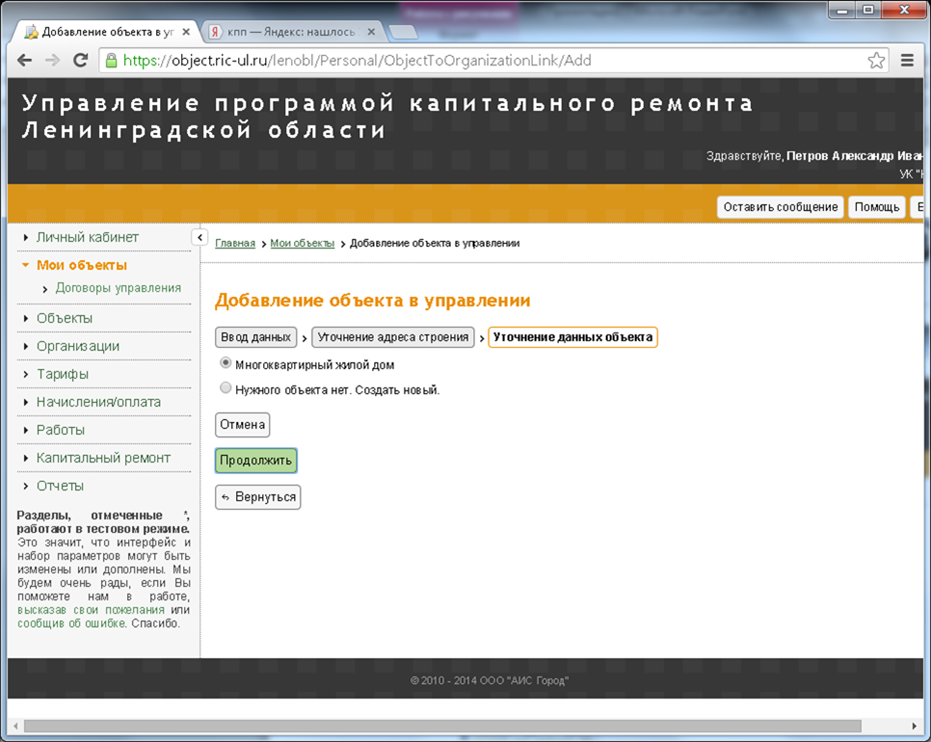 Добавление объекта в уг
кпп — Яндекс: нашлось
https://object.ric-ul.ru/lenobl/Personal/ObjectToOrganizationLink/Add
Управление программой капитального ремонта
Ленинградской области
Здравствуйте, Петров Александр Иван
УК "Н
Оставить сообщение
Помощь
Личный кабинет
Мои объекты
Договоры управления
Объекты
Организации
Тарифы
Начисления/оплата
Работы
Капитальный ремонт
Отчеты
Разделы, отмеченные *,
работают в тестовом режиме.
Это значит, что интерфейс и
набор параметров могут быть
изменены или дополнены. Мы
будем очень рады, если Вы
поможете нам в работе,
высказав свои пожелания или
сообщив об ошибке. Спасибо.
Главная > Мои объекты > Добавление объекта в управлении
Добавление объекта в управлении
Ввод данных > Уточнение адреса строения > Уточнение данных объекта
Многоквартирный жилой дом
Нужного объекта нет. Создать новый.
Отмена
Продолжить
Вернуться
© 2010 - 2014 ООО "АИС Город"